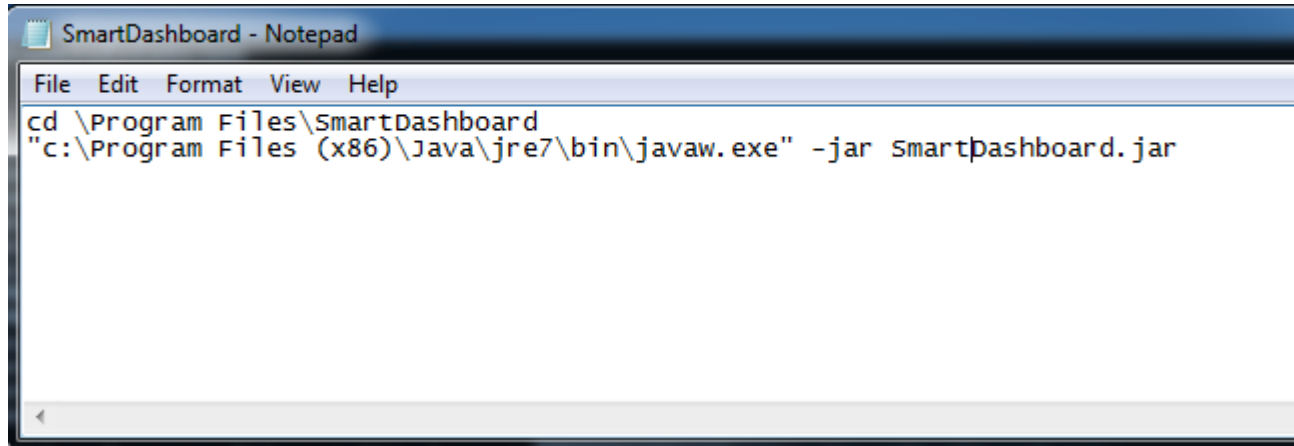 SmartDashboard - Notepad
File Edit Format View Help
cd \Program Files\SmartDashboard
"c:\Program Files (x86)\Java\jre7\bin\javaw.exe" -jar SmartDashboard.jar